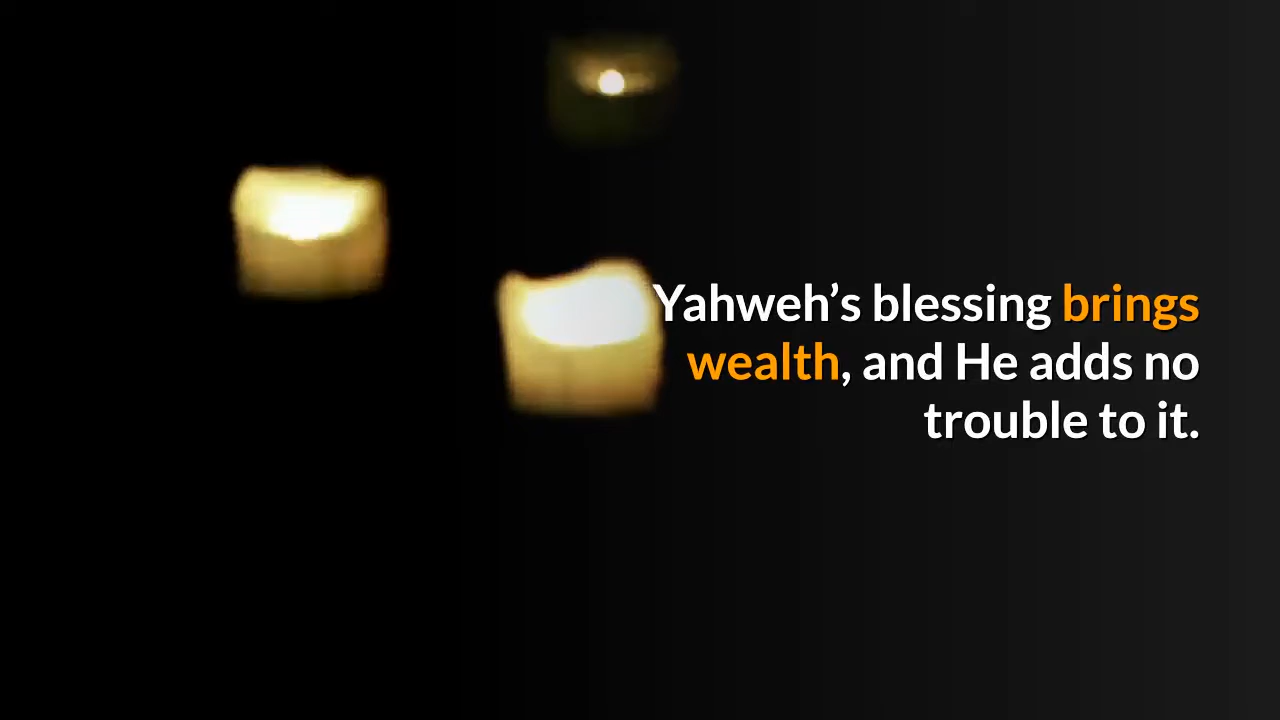 Yahweh’s blessing brings
wealth, and He adds no
trouble to it.